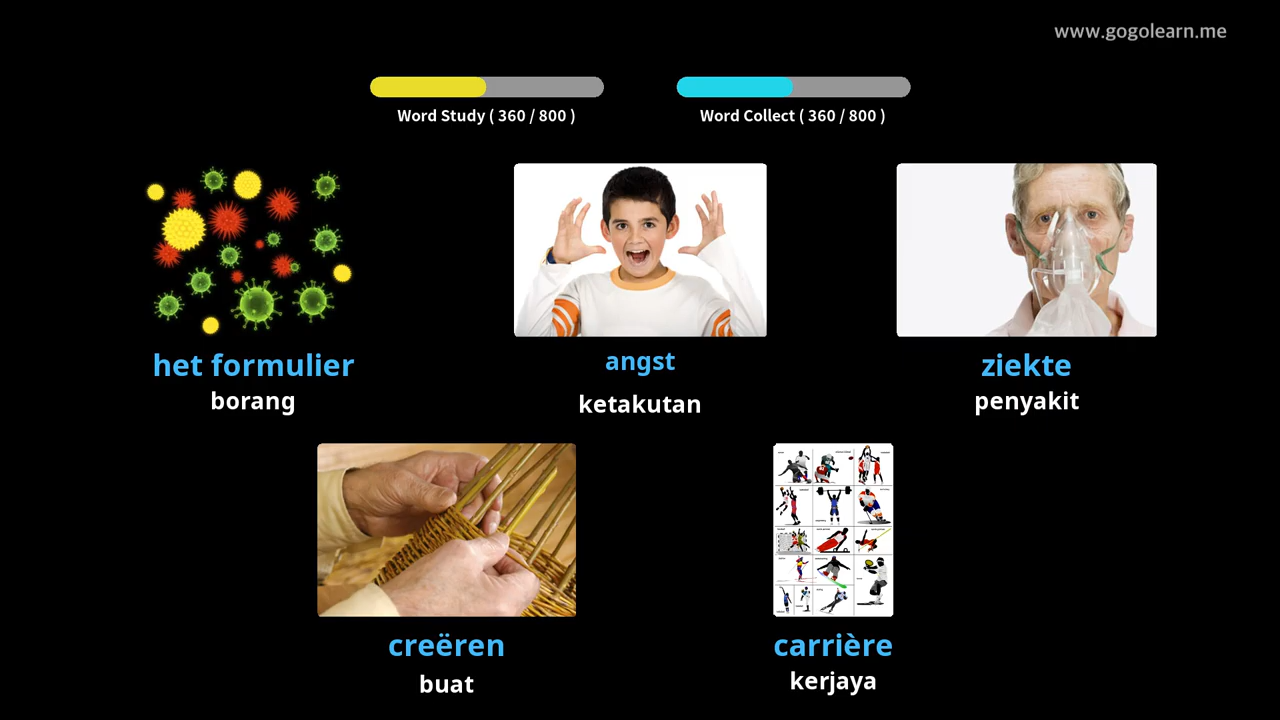 www.gogolearn.me
Word Study ( 360 / 800 )
Word Collect ( 360 / 800 )
het formulier
borang
angst
ketakutan
ziekte
penyakit
creëren
buat
carrière
kerjaya